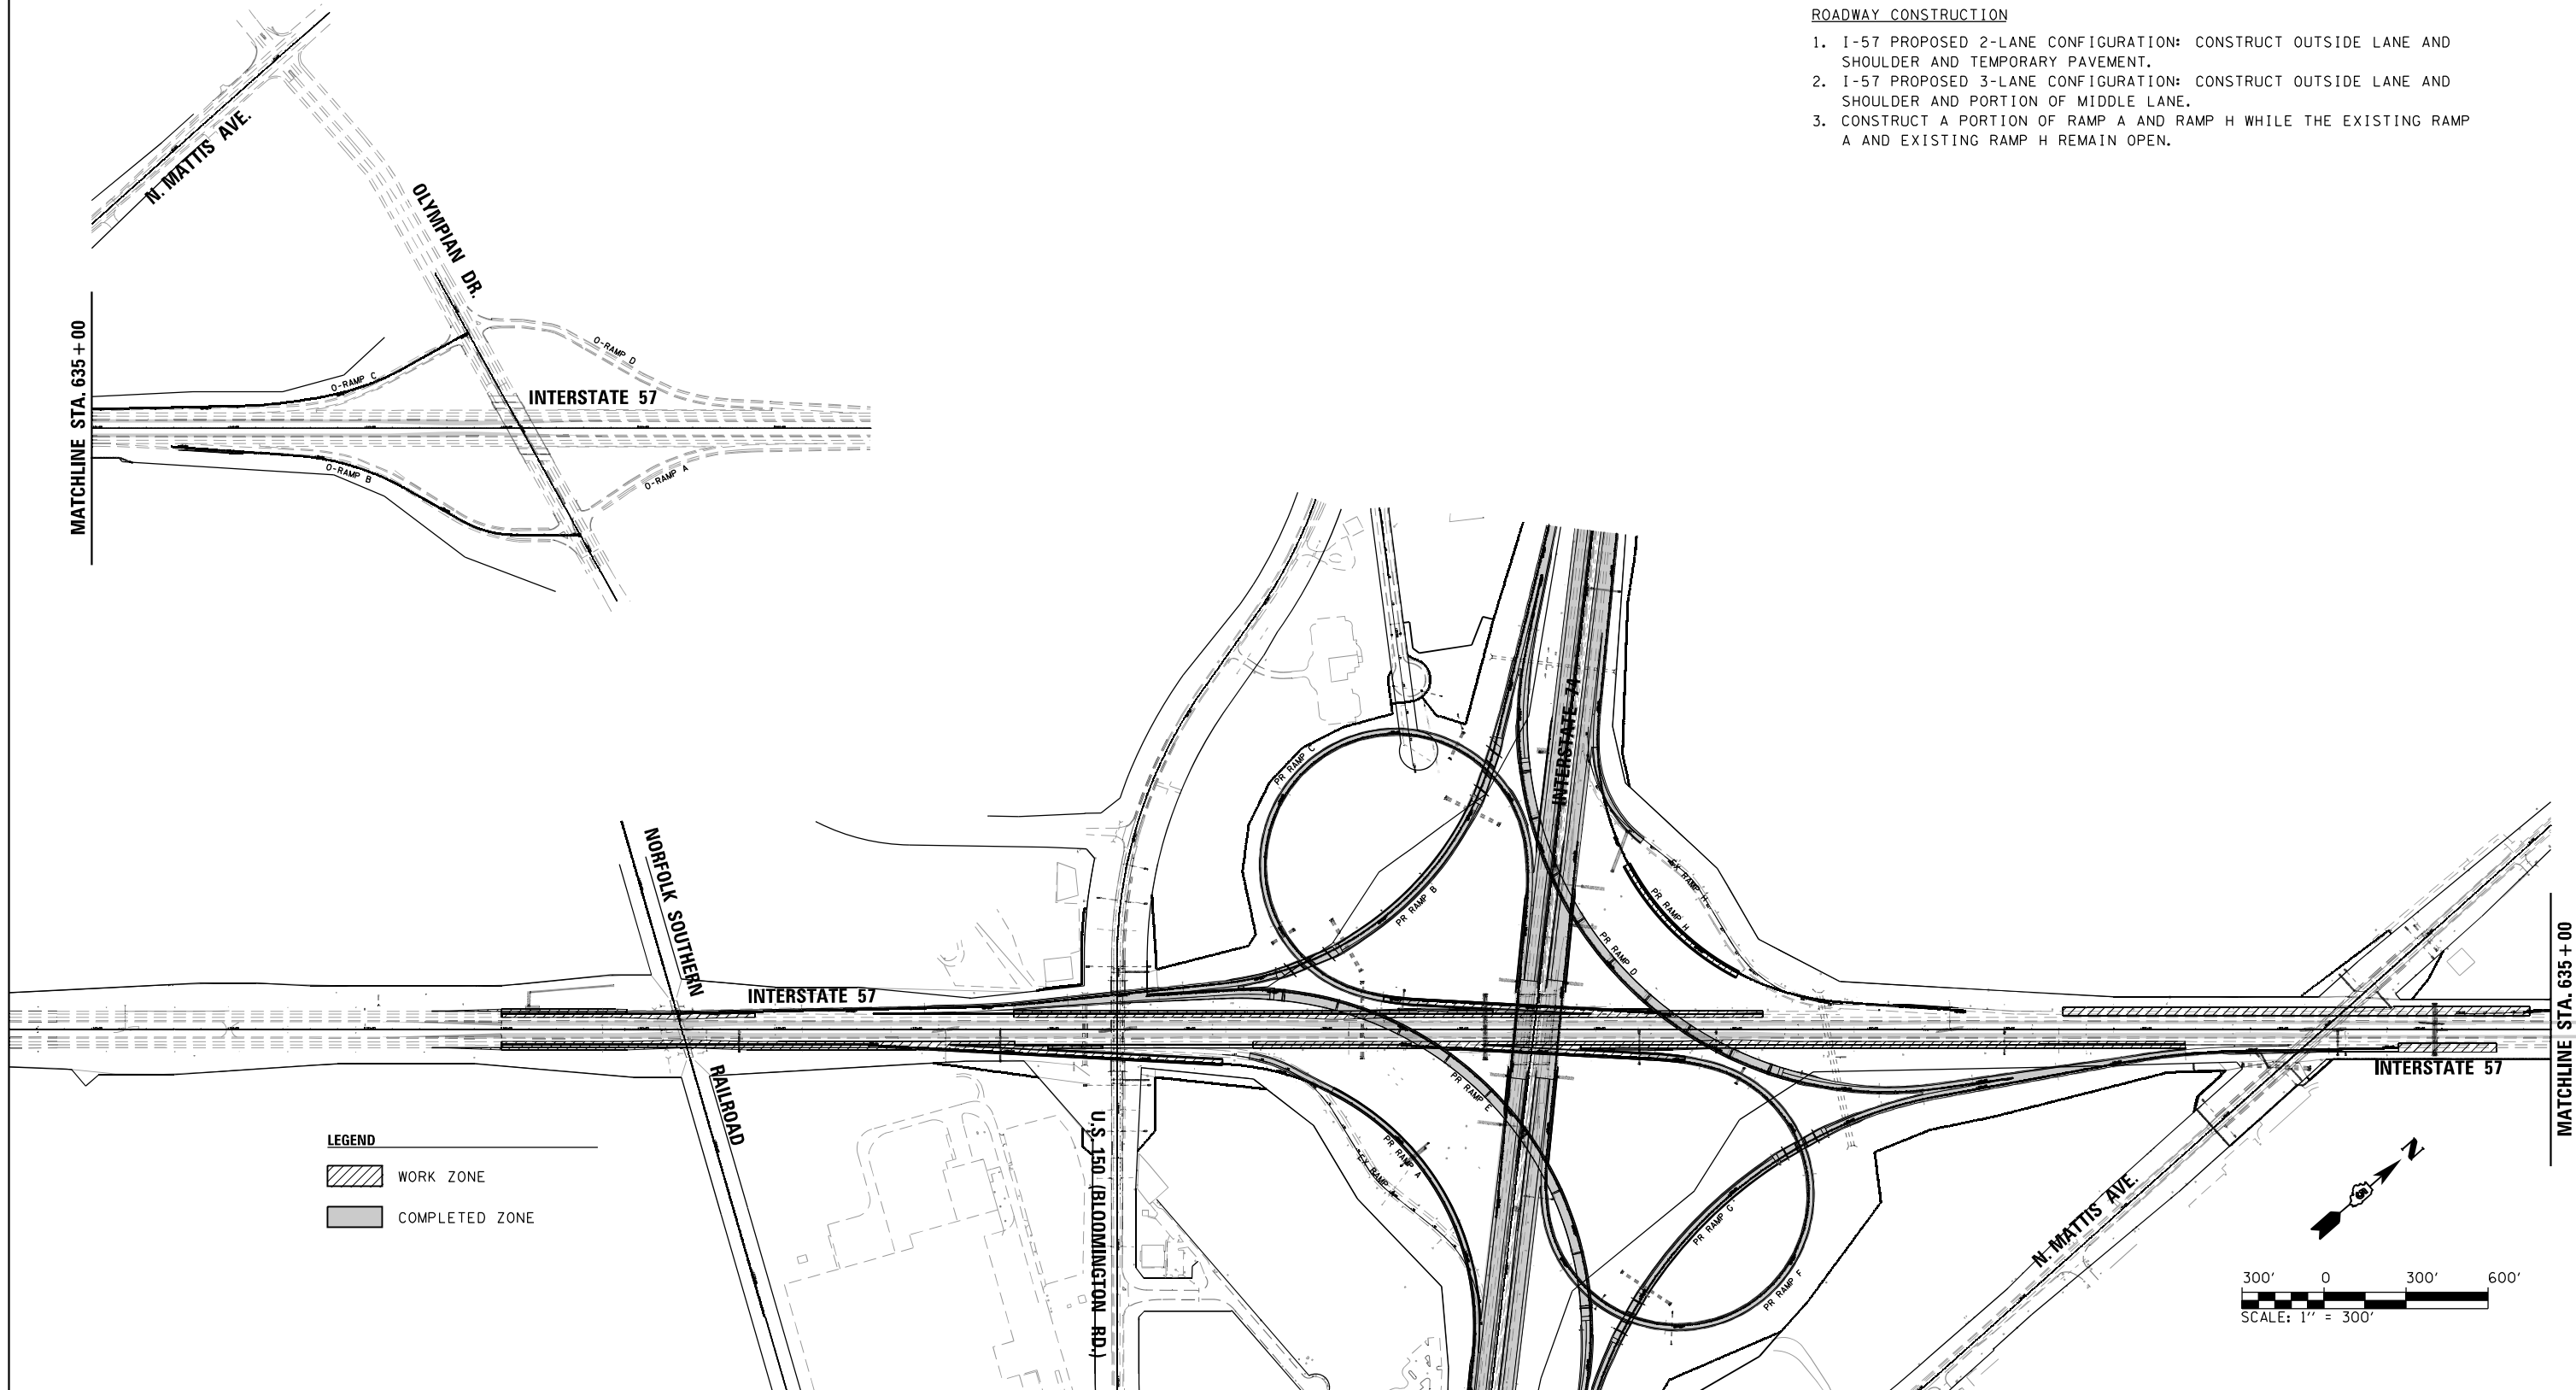 ROADWAY CONSTRUCTION
1. I-57 PROPOSED 2-LANE CONFIGURATION: CONSTRUCT OUTSIDE LANE AND
SHOULDER AND TEMPORARY PAVEMENT.
2. I-57 PROPOSED 3-LANE CONFIGURATION: CONSTRUCT OUTSIDE LANE AND
SHOULDER AND PORTION OF MIDDLE LANE.
3. CONSTRUCT A PORTION OF RAMP A AND RAMP H WHILE THE EXISTING RAMP
A AND EXISTING RAMP H REMAIN OPEN.
N. MATTIS AVE.
OLYMPIAN DR.
MATCHLINE STA. 635+00
O-RAMP D
O-RAMP C
INTERSTATE 57
O-RAMP B
O-RAMP A
INTERSTATE 74
PR RAMP C
PR RAMP B
EX RAMP H
PR RAMP H
PR RAMP D
NORFOLK SOUTHERN
RAILROAD
INTERSTATE 57
INTERSTATE 57
MATCHLINE STA. 635+00
PR RAMP E
PR RAMP A
EX RAMP A
PR RAMP G
PR RAMP F
U.S. 150 (BLOOMINGTON RD.)
N. MATTIS AVE.
LEGEND
WORK ZONE
COMPLETED ZONE
N
300' 0 300' 600'
SCALE: 1'' = 300'